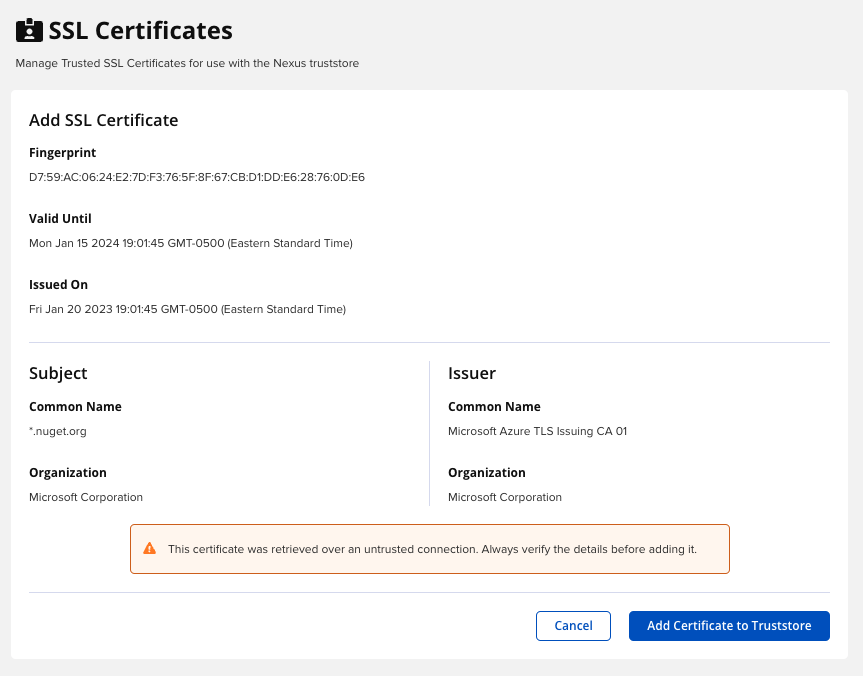 SSL Certificates
Manage Trusted SSL Certificates for use with the Nexus truststore
Add SSL Certificate
Fingerprint
D7:59:AC:06:24:E2:7D:F3:76:5F:8F:67:CB:D1:DD:E6:28:76:0D:E6
Valid Until
Mon Jan 15 2024 19:01:45 GMT-0500 (Eastern Standard Time)
Issued On
Fri Jan 20 2023 19:01:45 GMT-0500 (Eastern Standard Time)
Subject
Common Name
*.nuget.org
Organization
Microsoft Corporation
Issuer
Common Name
Microsoft Azure TLS Issuing CA 01
Organization
Microsoft Corporation
This certificate was retrieved over an untrusted connection. Always verify the details before adding it.
Cancel
Add Certificate to Truststore